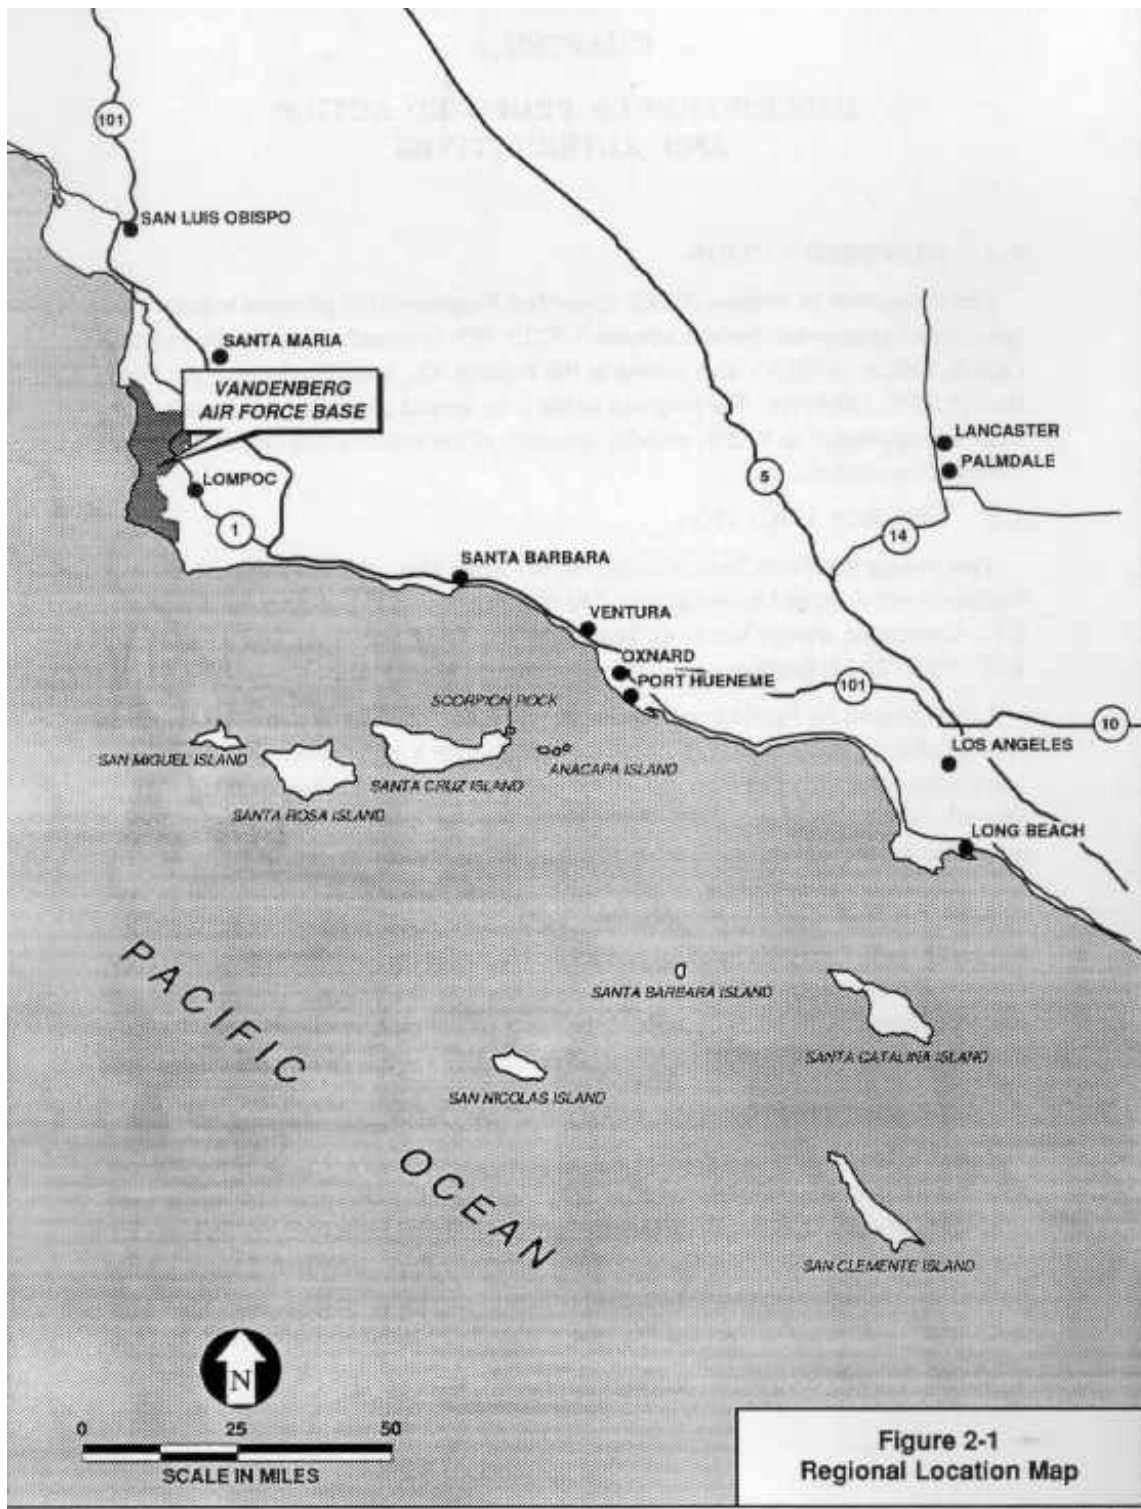 101
SAN LUIS OBISPO
SANTA MARIA
VANDENBERG
AIR FORCE BASE
LANCASTER
PALMDALE
5
LOMPOC
1
14
SANTA BARBARA
VENTURA
OXNARD
PORT HUENEME
101
SCORPION ROCK
10
LOS ANGELES
SAN MIGUEL ISLAND
ANACAPA ISLAND
SANTA CRUZ ISLAND
SANTA ROSA ISLAND
LONG BEACH
PACIFIC
SANTA BARBARA ISLAND
SANTA CATALINA ISLAND
SAN NICOLAS ISLAND
OCEAN
SAN CLEMENTE ISLAND
N
0 25 50
SCALE IN MILES
Figure 2-1
Regional Location Map